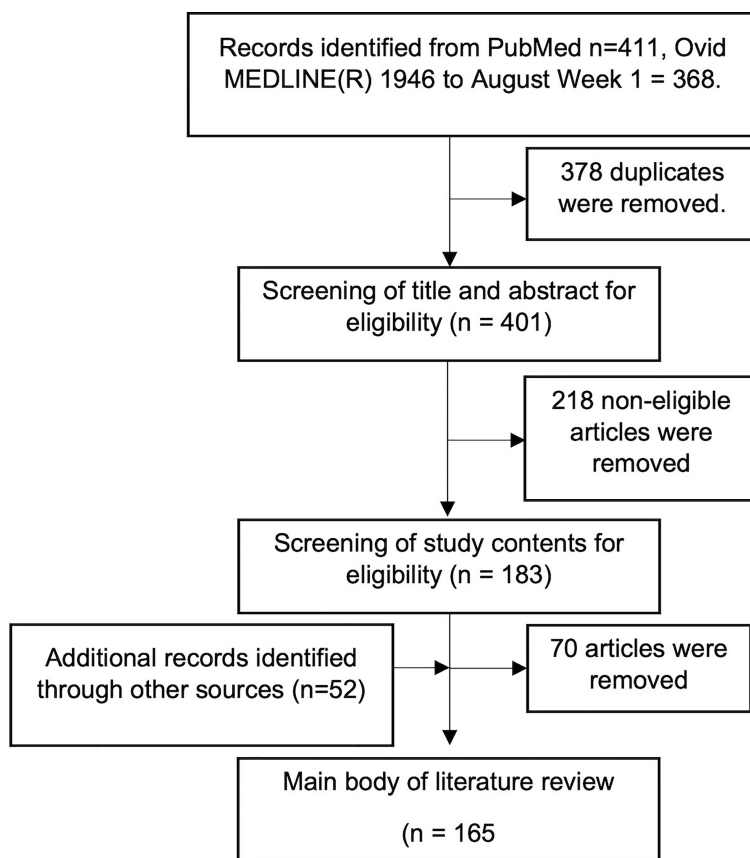 Records identified from PubMed n=411, Ovid
MEDLINE(R) 1946 to August Week 1 = 368.
378 duplicates
were removed.
Screening of title and abstract for
eligibility (n = 401)
218 non-eligible
articles were
removed
Screening of study contents for
eligibility (n = 183)
Additional records identified
through other sources (n=52)
70 articles were
removed
Main body of literature review
(n = 165